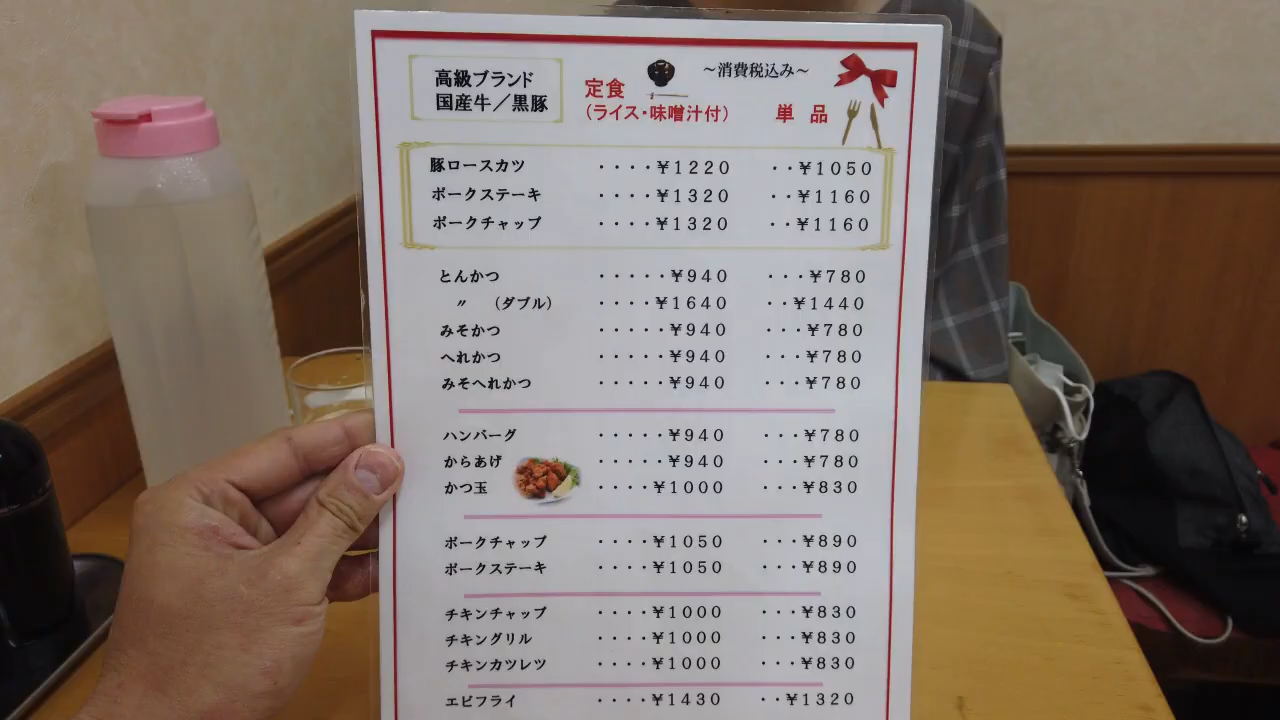 高級ブランド
国産牛／黒豚
定食
(ライス・味噌汁付)
～消費税込み～
単品
豚ロースカツ ････¥1220 ･･¥1050
ポークステーキ ････¥1320 ･･¥1160
ポークチャップ ････¥1320 ･･¥1160
とんかつ ･････¥940 ･･･¥780
〃 (ダブル) ････¥1640 ･･¥1440
みそかつ ･････¥940 ･･･¥780
へれかつ ･････¥940 ･･･¥780
みそへれかつ ･････¥940 ･･･¥780
ハンバーグ ･････¥940 ･･･¥780
からあげ ･････¥940 ･･･¥780
かつ玉 ････¥1000 ･･･¥830
ポークチャップ ････¥1050 ･･･¥890
ポークステーキ ････¥1050 ･･･¥890
チキンチャップ ････¥1000 ･･･¥830
チキングリル ････¥1000 ･･･¥830
チキンカツレツ ････¥1000 ･･･¥830
エビフライ ････¥1430 ･･¥1320